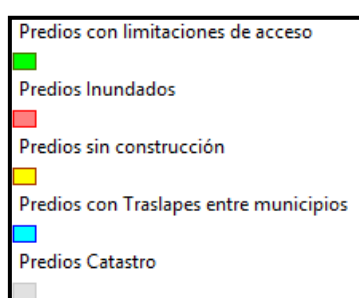 Predios con limitaciones de acceso
Predios Inundados
Predios sin construcción
Predios con Traslapes entre municipios
Predios Catastro